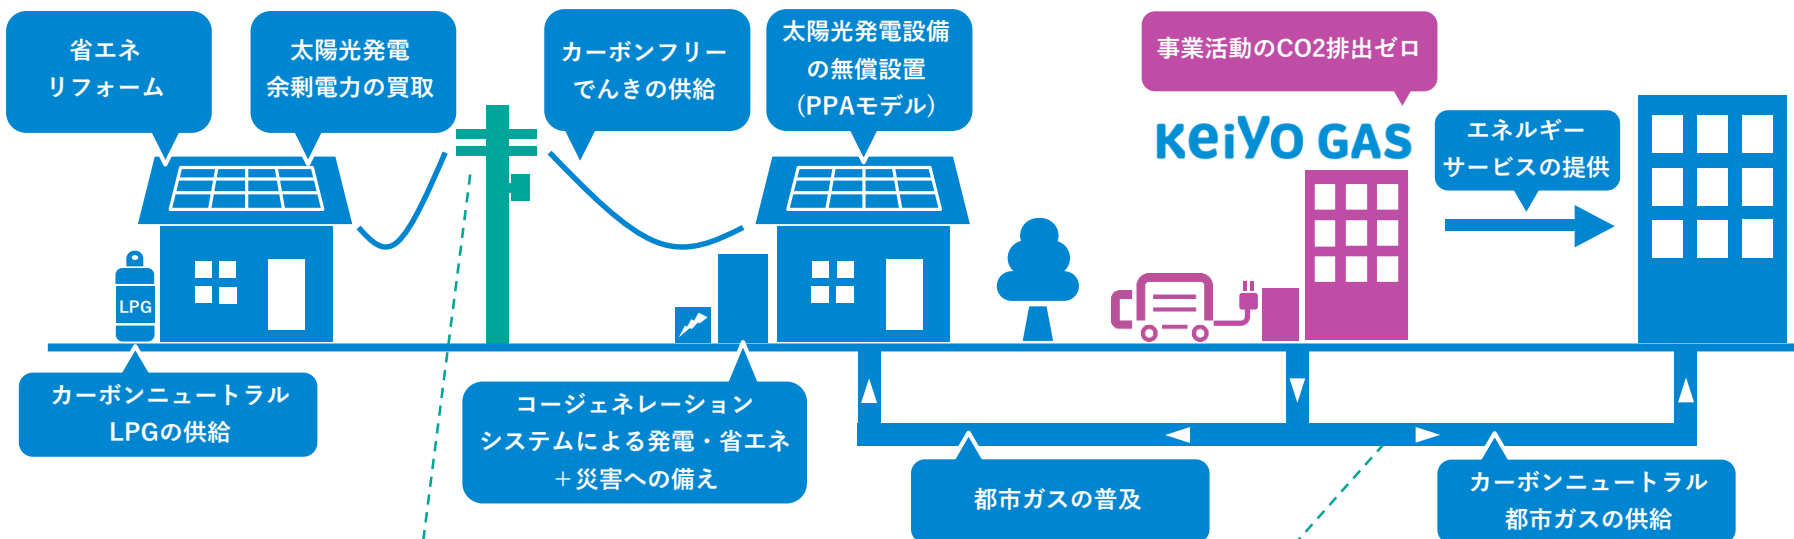 省エネ
リフォーム
太陽光発電
余剰電力の買取
カーボンフリー
でんきの供給
太陽光発電設備
の無償設置
（PPAモデル）
事業活動のCO2排出ゼロ
KeiYO GAS
エネルギー
サービスの提供
LPG
カーボンニュートラル
LPGの供給
コージェネレーション
システムによる発電・省エネ
＋災害への備え
都市ガスの普及
カーボンニュートラル
都市ガスの供給